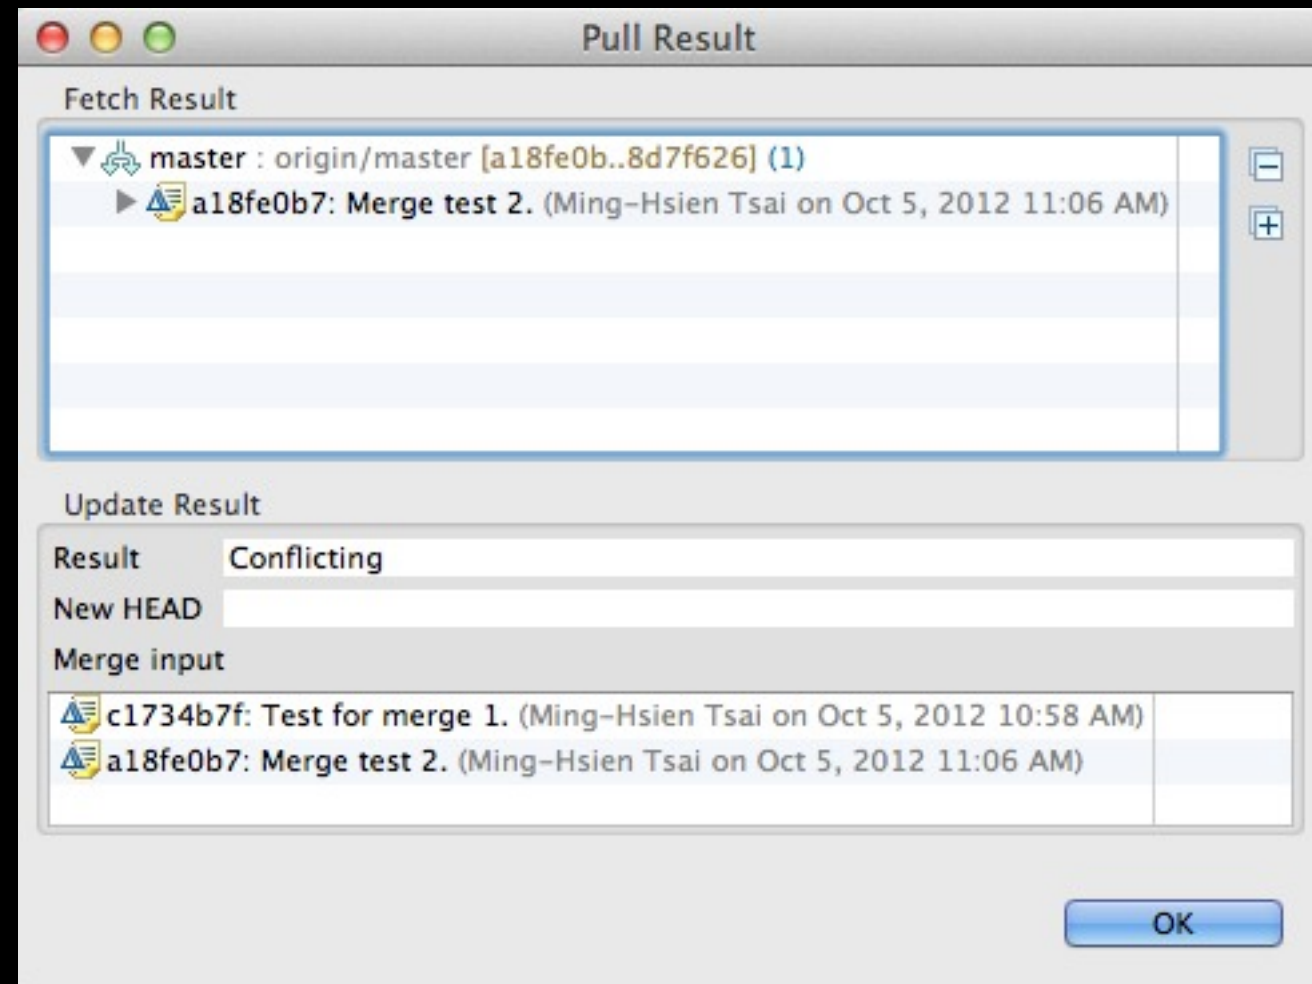 Pull Result
Fetch Result
master : origin/master [a18fe0b..8d7f626] (1)
a18fe0b7: Merge test 2. (Ming-Hsien Tsai on Oct 5, 2012 11:06 AM)
Update Result
Result Conflicting
New HEAD
Merge input
c1734b7f: Test for merge 1. (Ming-Hsien Tsai on Oct 5, 2012 10:58 AM)
a18fe0b7: Merge test 2. (Ming-Hsien Tsai on Oct 5, 2012 11:06 AM)
OK